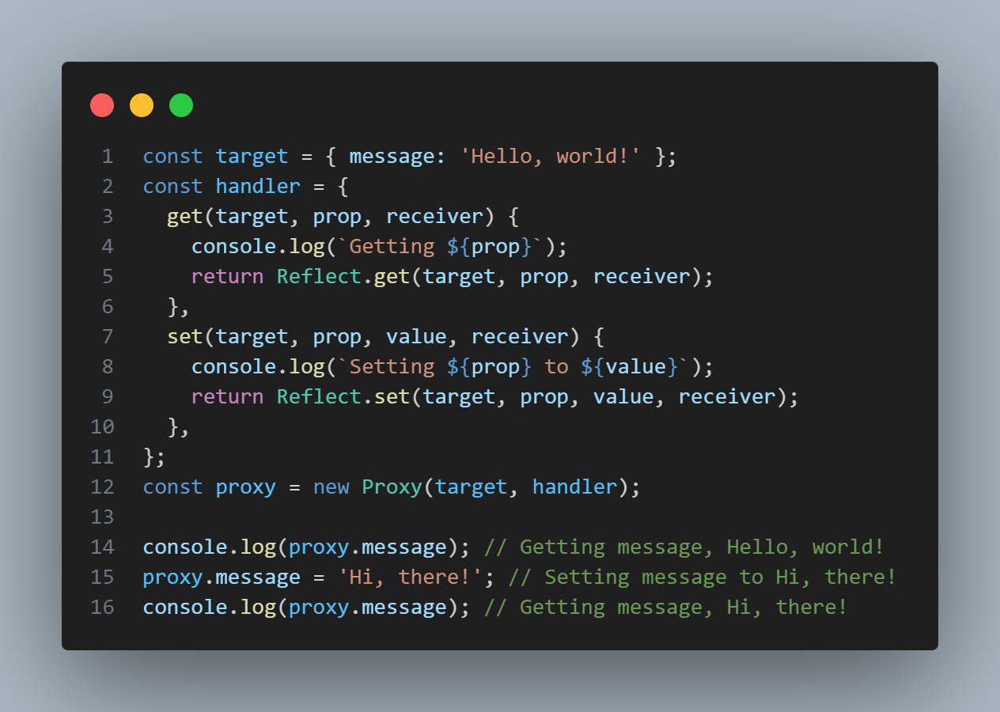 1 const target = { message: 'Hello, world!' };
2 const handler = {
3   get(target, prop, receiver) {
4     console.log(`Getting ${prop}`);
5     return Reflect.get(target, prop, receiver);
6   },
7   set(target, prop, value, receiver) {
8     console.log(`Setting ${prop} to ${value}`);
9     return Reflect.set(target, prop, value, receiver);
10   },
11 };
12 const proxy = new Proxy(target, handler);
13
14 console.log(proxy.message); // Getting message, Hello, world!
15 proxy.message = 'Hi, there!'; // Setting message to Hi, there!
16 console.log(proxy.message); // Getting message, Hi, there!